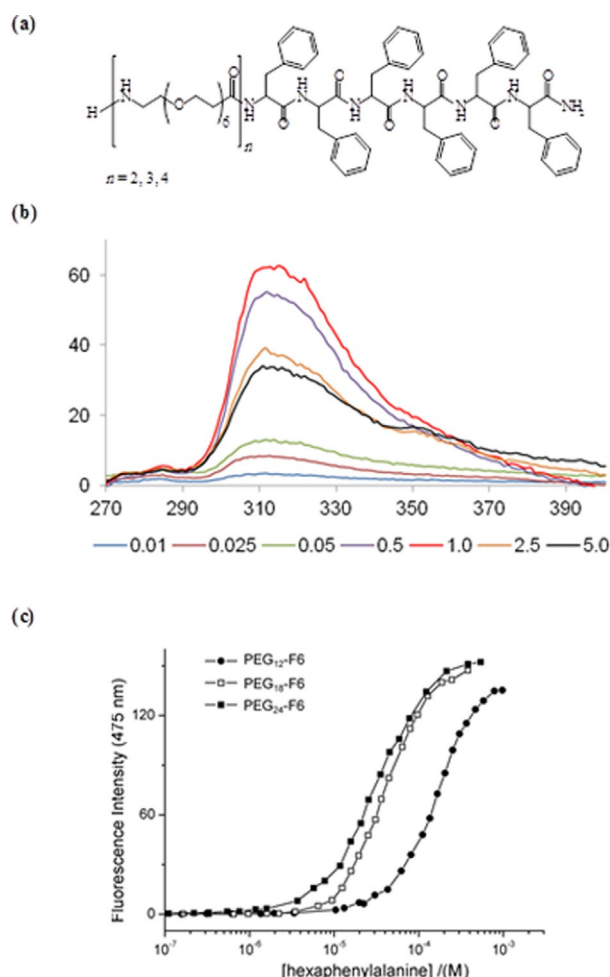 (a)
H
N
H
O
O
6
n
N
H
O
H
N
O
N
H
O
H
N
O
N
H
O
H
N
O
NH₂
n = 2, 3, 4
(b)
60
40
20
0
270 290 310 330 350 370 390
0.01 0.025 0.05 0.5 1.0 2.5 5.0
(c)
PEG₁₂-F6
PEG₁₈-F6
PEG₂₄-F6
Fluorescence Intensity (475 nm)
120
60
0
10⁻⁷ 10⁻⁶ 10⁻⁵ 10⁻⁴ 10⁻³
[hexaphenylalanine] /(M)